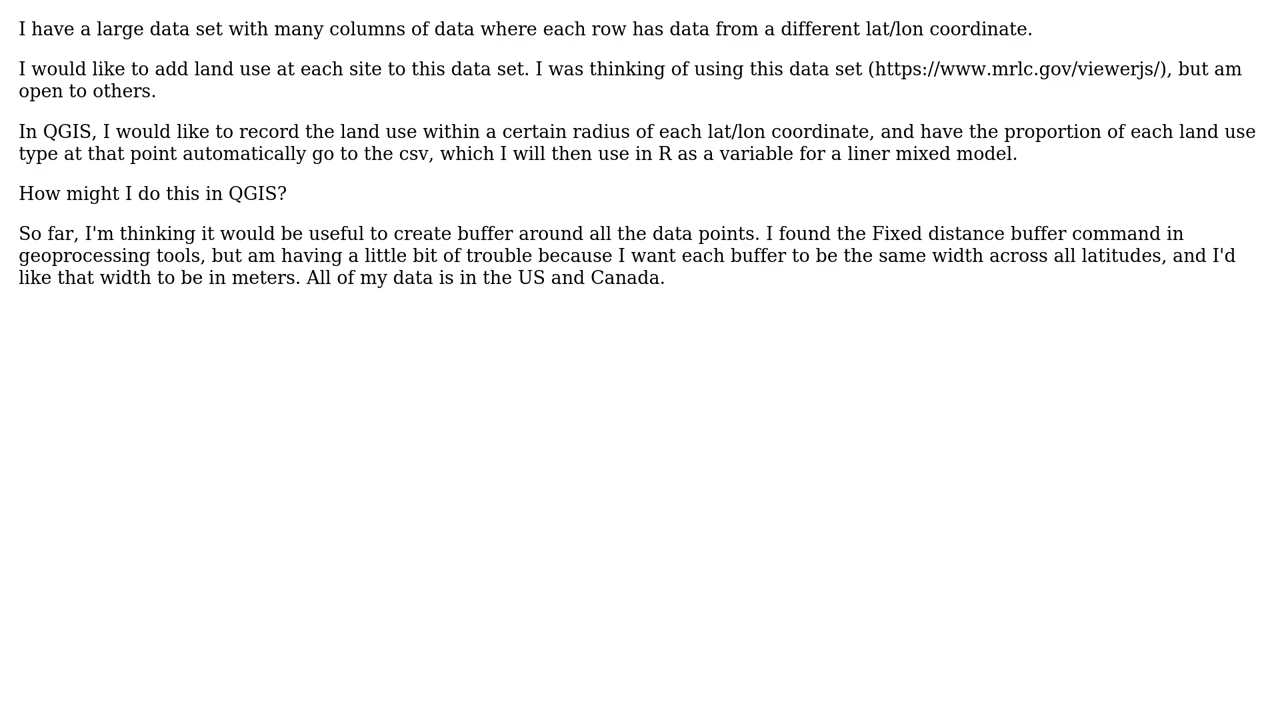 I have a large data set with many columns of data where each row has data from a different lat/lon coordinate.
I would like to add land use at each site to this data set. I was thinking of using this data set (https://www.mrlc.gov/viewerjs/), but am
open to others.
In QGIS, I would like to record the land use within a certain radius of each lat/lon coordinate, and have the proportion of each land use
type at that point automatically go to the csv, which I will then use in R as a variable for a liner mixed model.
How might I do this in QGIS?
So far, I'm thinking it would be useful to create buffer around all the data points. I found the Fixed distance buffer command in
geoprocessing tools, but am having a little bit of trouble because I want each buffer to be the same width across all latitudes, and I'd
like that width to be in meters. All of my data is in the US and Canada.